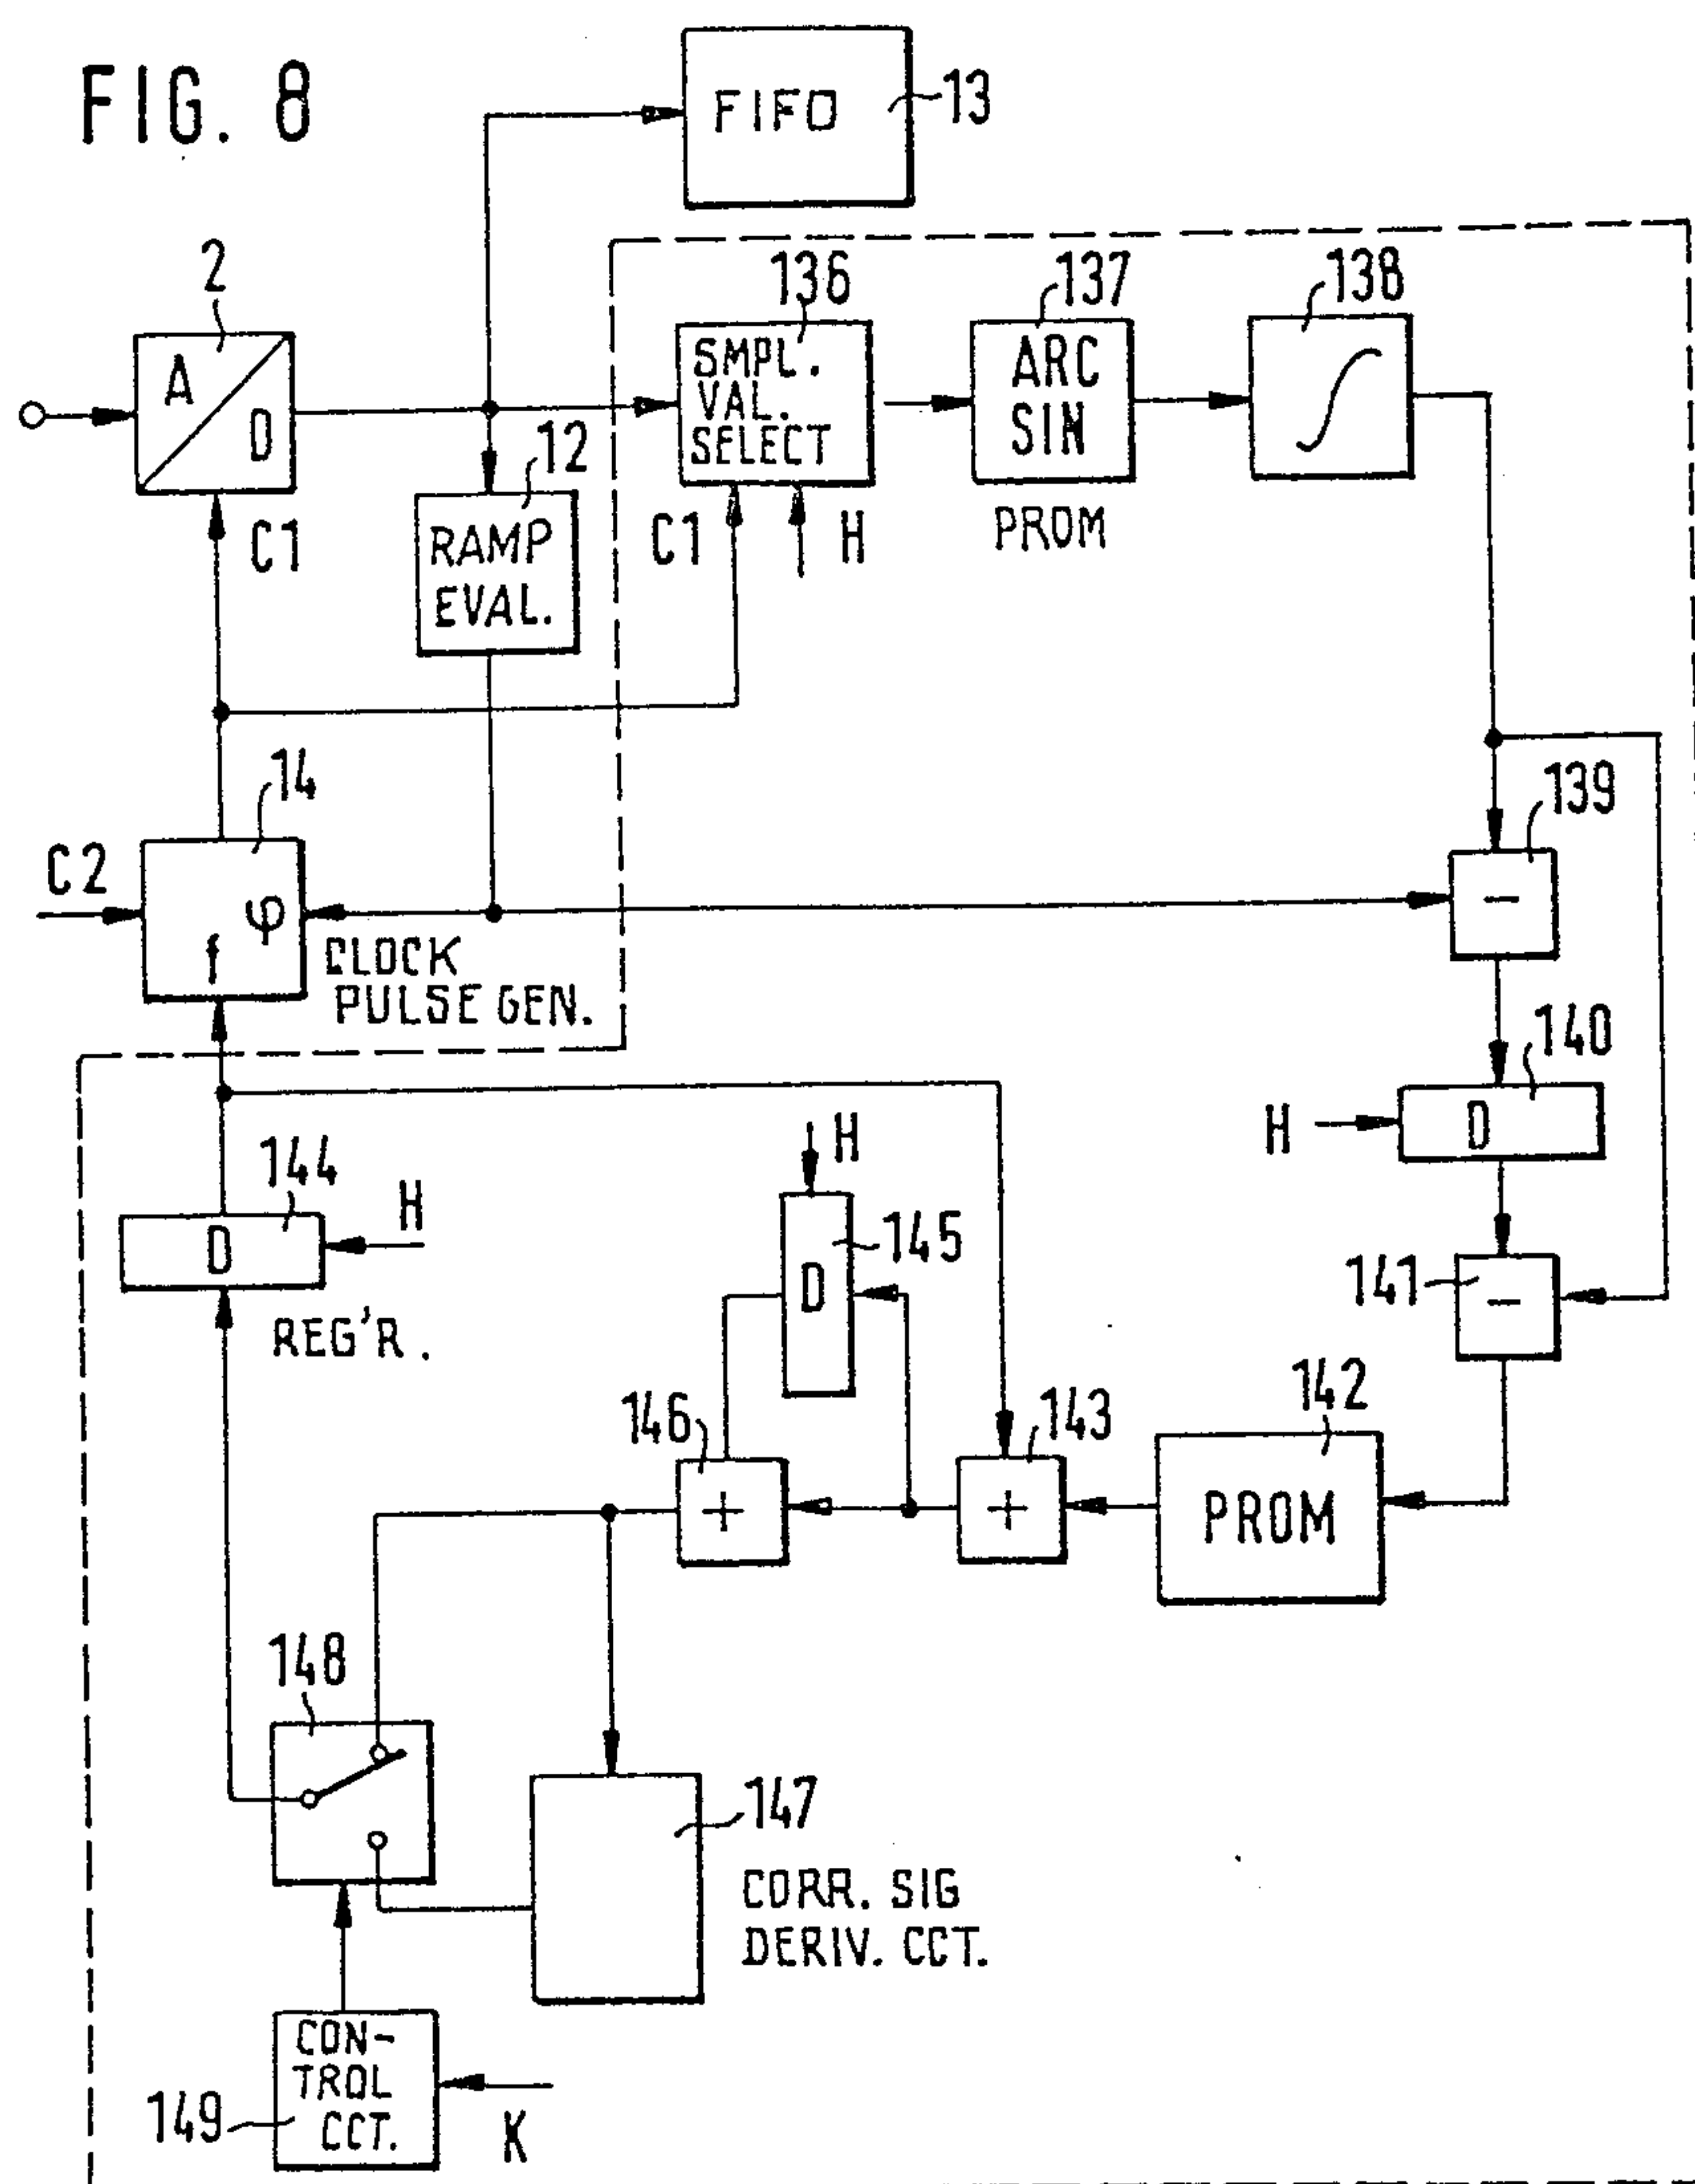 FIG. 8
FIFO
13
2
A
D
C1
12
RAMP
EVAL.
136
SMPL.
VAL.
SELECT
C1
H
137
ARC
SIN
PROM
138
14
C2
φ
f
CLOCK
PULSE GEN.
139
−
140
H
D
144
D
H
REG'R.
H
145
D
141
−
146
+
143
+
142
PROM
148
147
CORR. SIG
DERIV. CCT.
CON-
TROL
CCT.
149
K